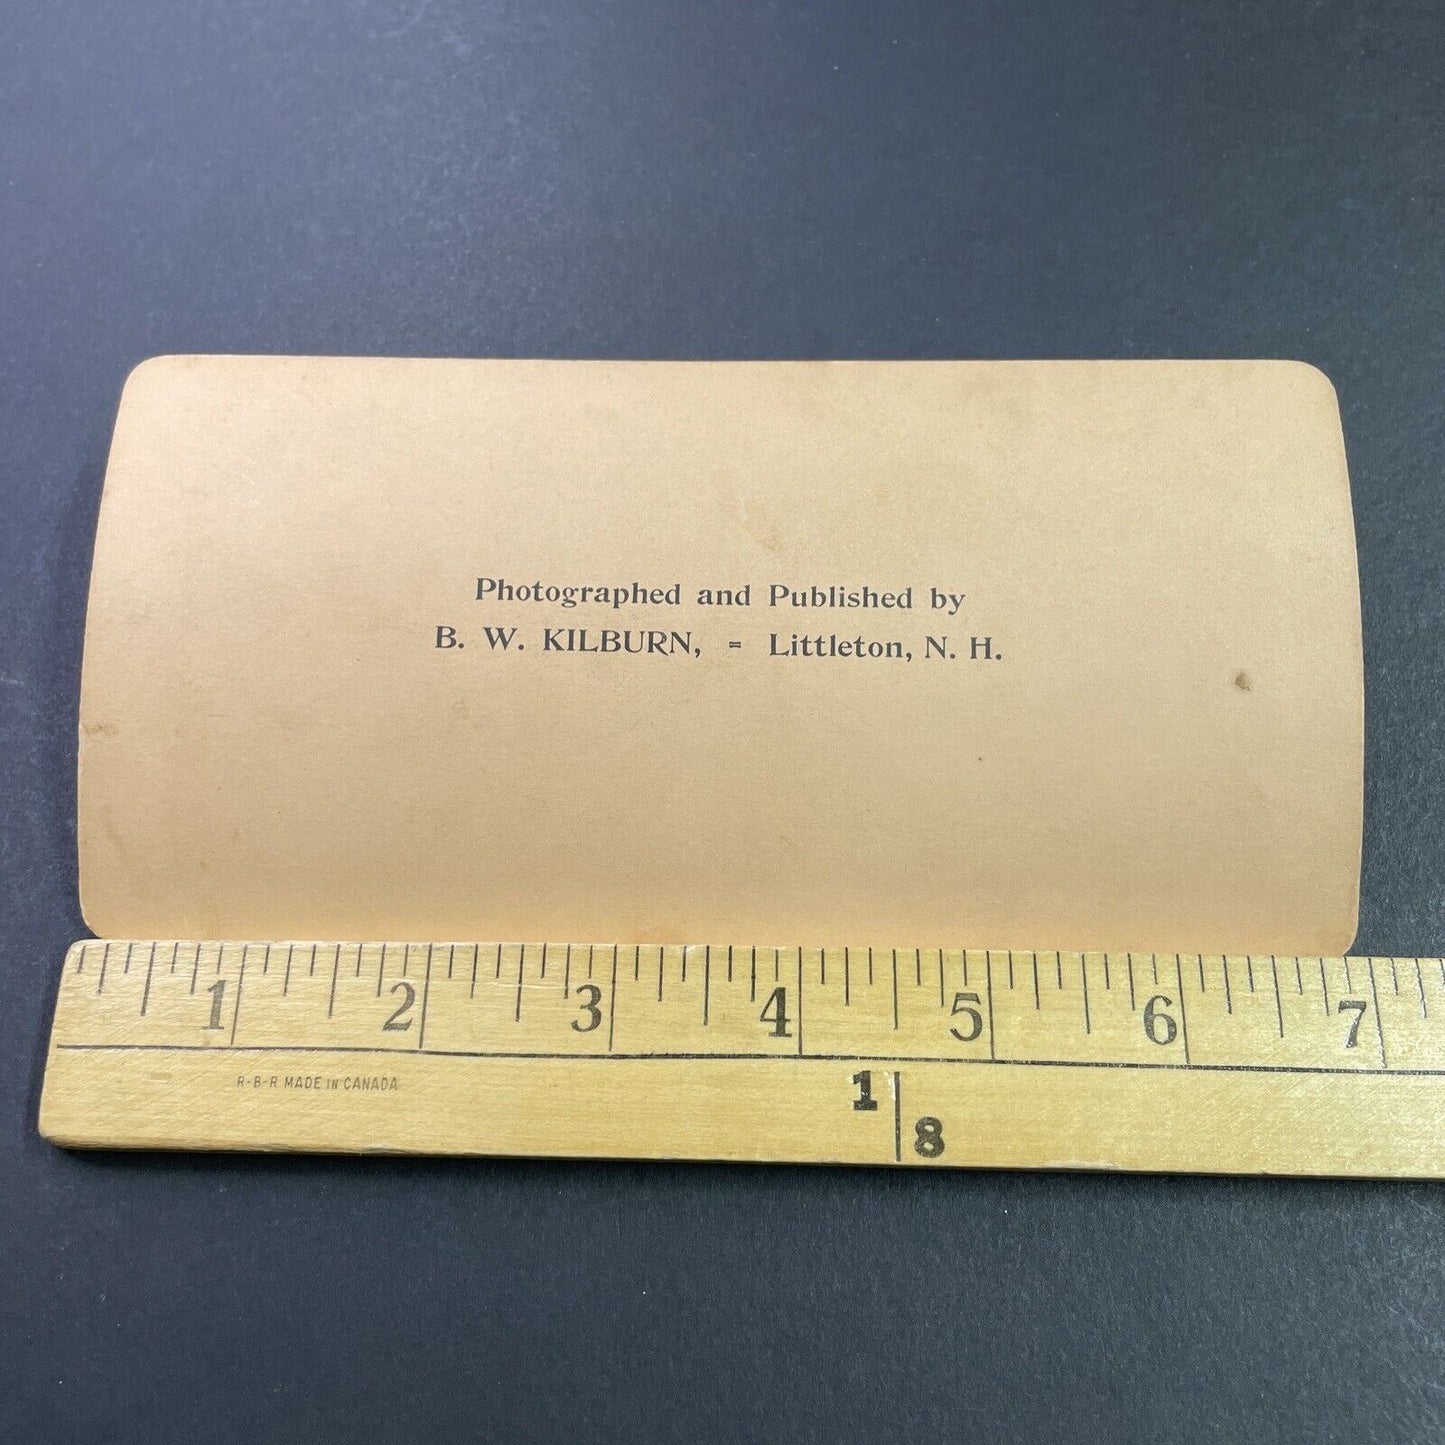 Photographed and Published by
B. W. KILBURN, = Littleton, N. H.
1 2 3 4 5 6 7
R-B-R MADE IN CANADA
1
8